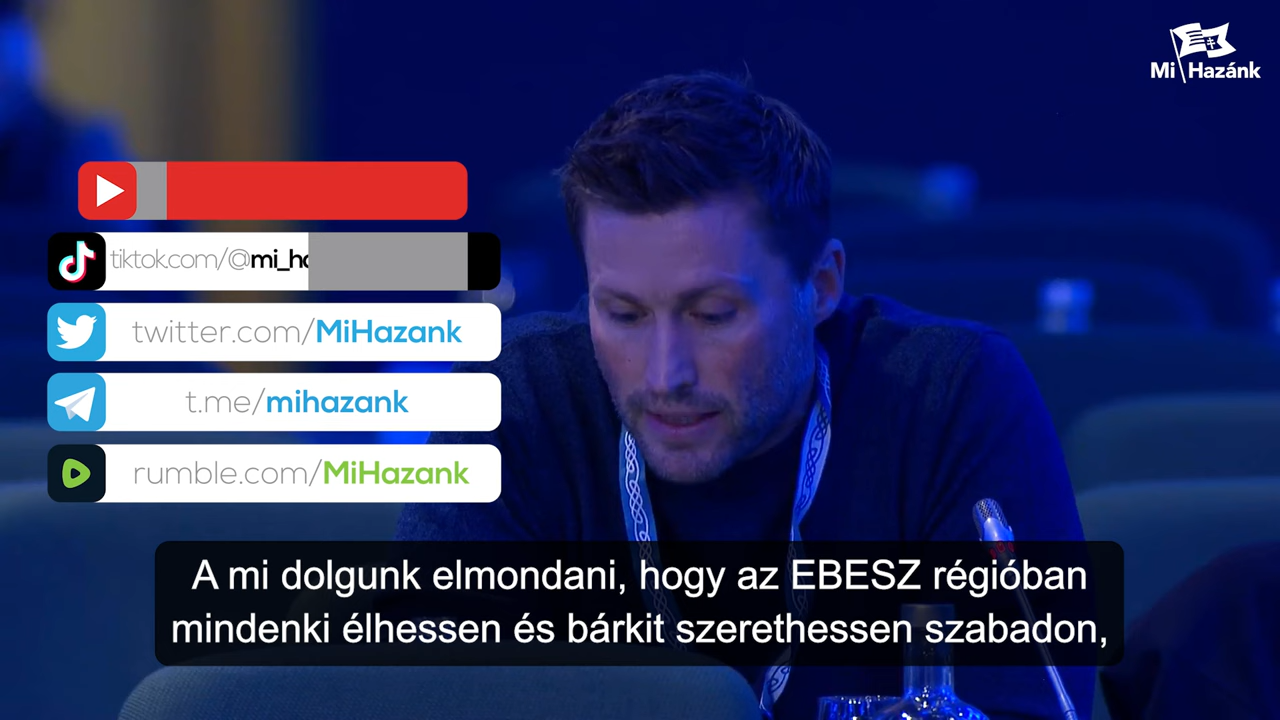 Mi Hazánk
tiktok.com/@mi_ha
twitter.com/MiHazank
t.me/mihazank
rumble.com/MiHazank
A mi dolgunk elmondani, hogy az EBESZ régióban
mindenki élhessen és bárkit szerethessen szabadon,